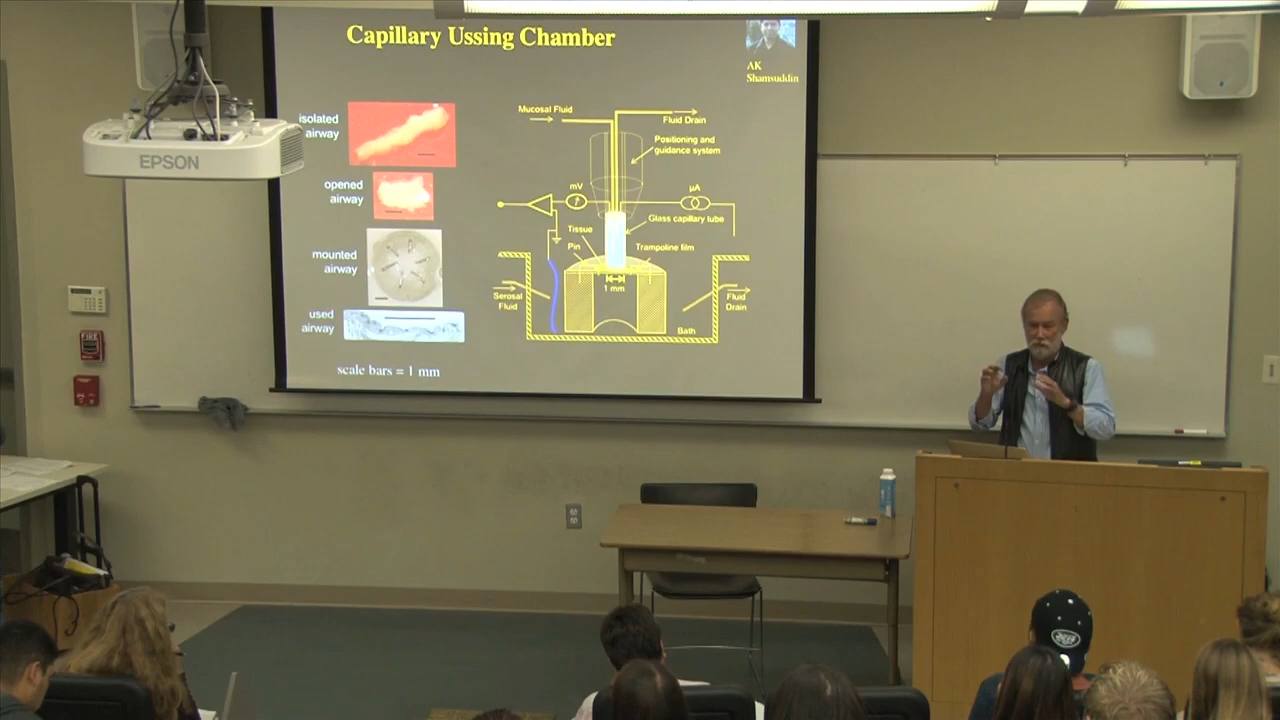 Capillary Ussing Chamber
AK
Shamsuddin
isolated
airway
opened
airway
mounted
airway
used
airway
scale bars = 1 mm
Mucosal Fluid
Fluid Drain
Positioning and
guidance system
mV
µA
Glass capillary tube
Tissue
Pin
Trampoline film
1 mm
Serosal
Fluid
Fluid
Drain
Bath
EPSON
FIRE